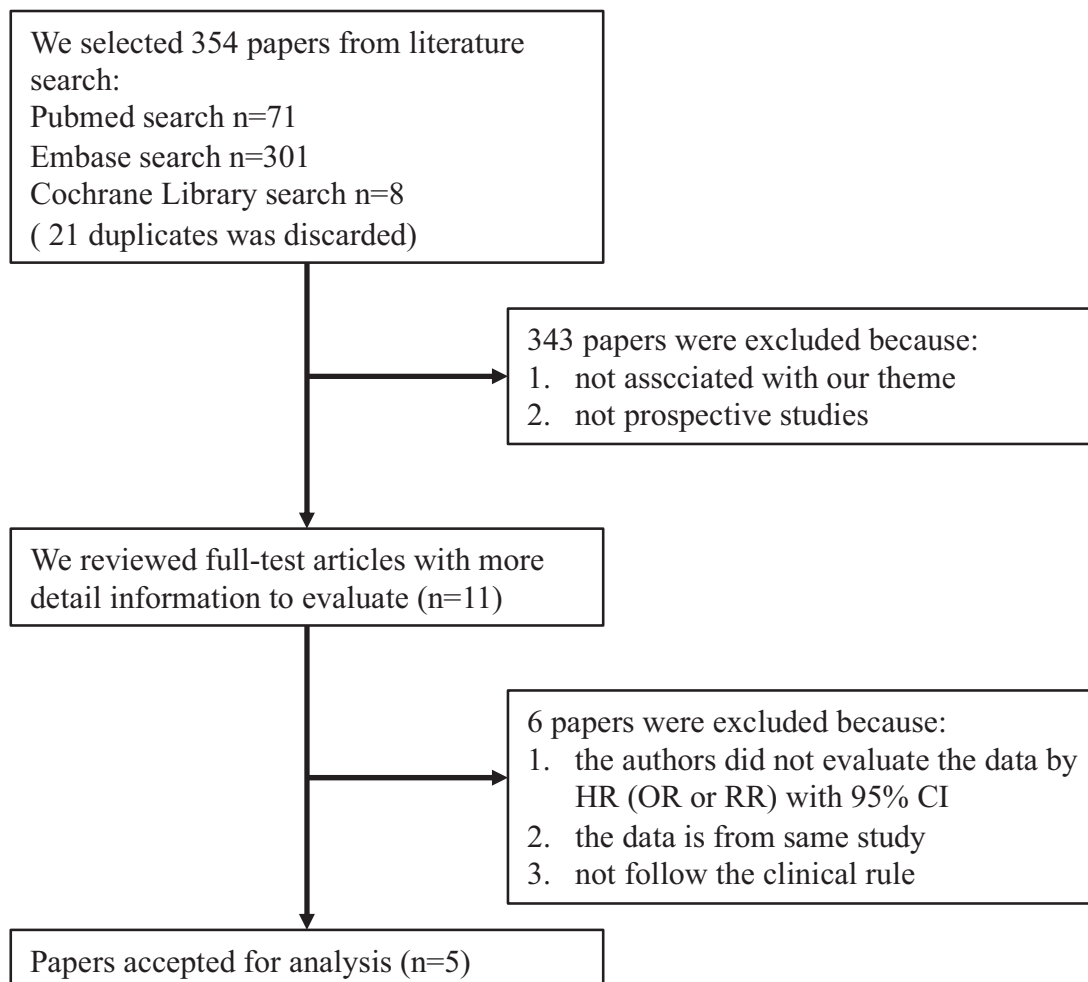 We selected 354 papers from literature
search:
Pubmed search n=71
Embase search n=301
Cochrane Library search n=8
( 21 duplicates was discarded)
343 papers were excluded because:
1. not asscciated with our theme
2. not prospective studies
We reviewed full-test articles with more
detail information to evaluate (n=11)
6 papers were excluded because:
1. the authors did not evaluate the data by
HR (OR or RR) with 95% CI
2. the data is from same study
3. not follow the clinical rule
Papers accepted for analysis (n=5)